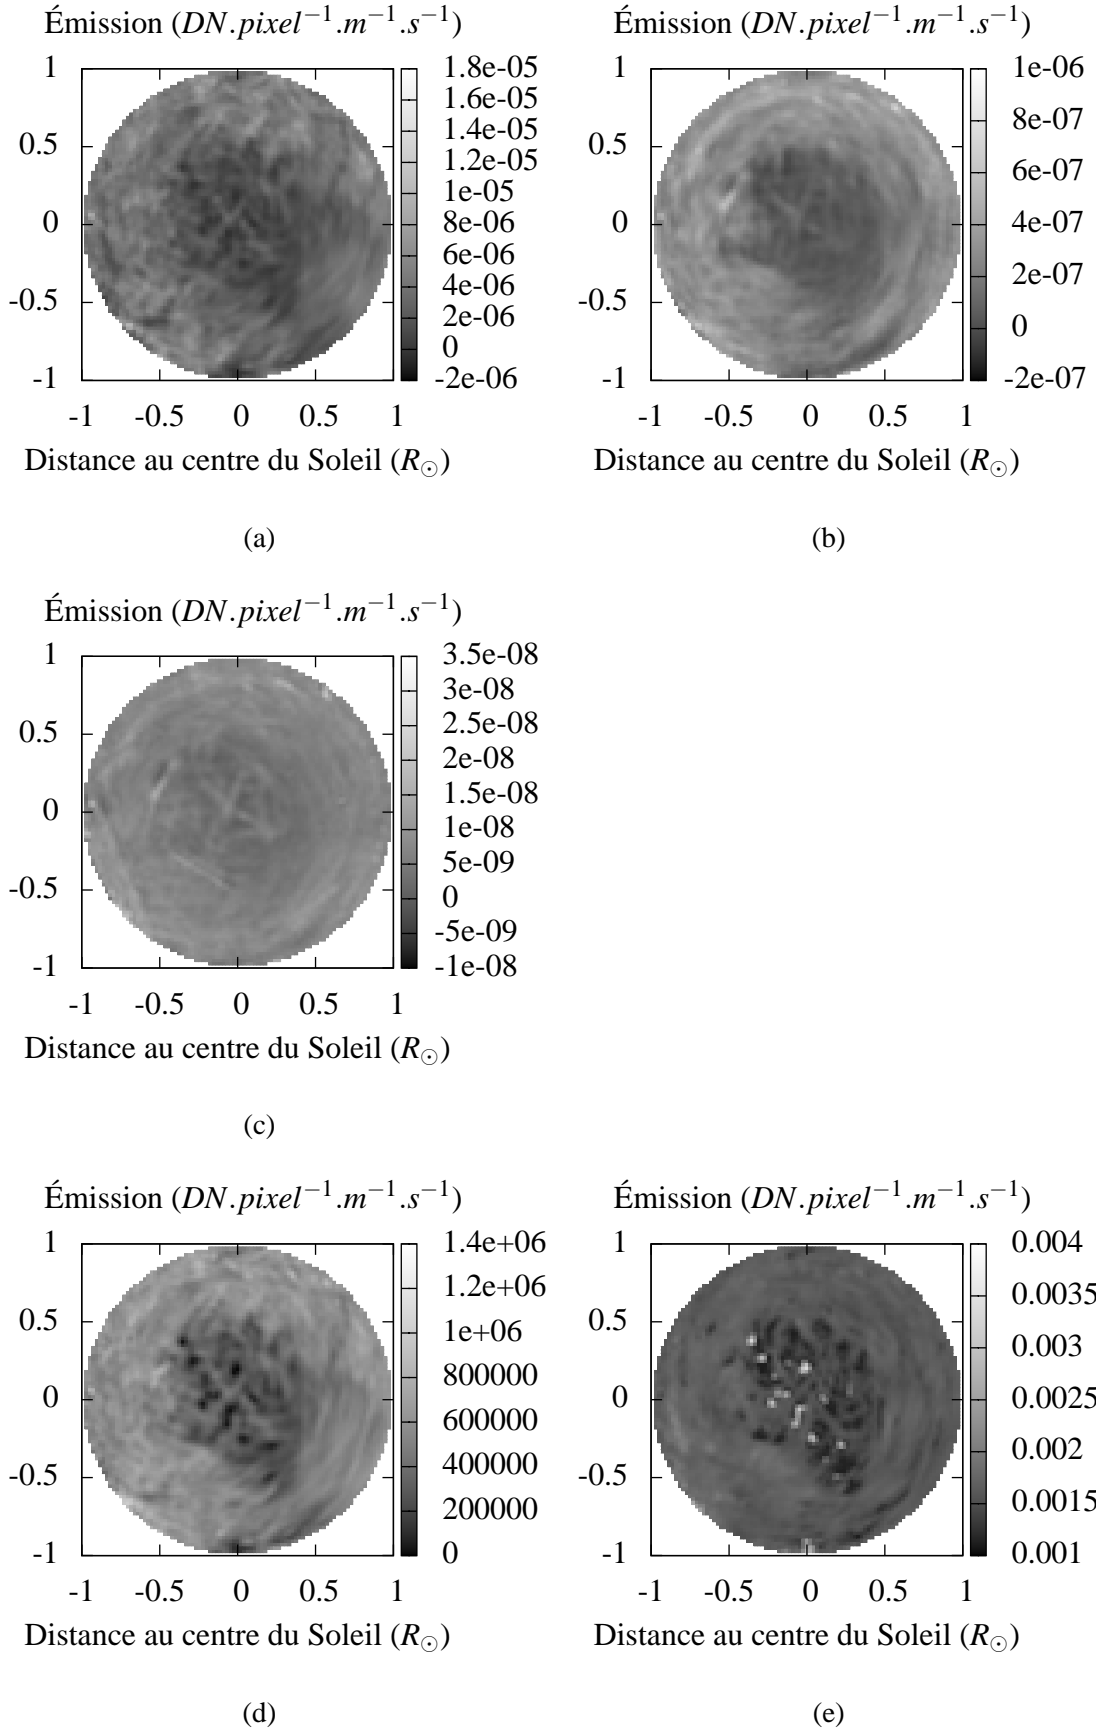 Émission (DN.pixel⁻¹.m⁻¹.s⁻¹)
1
0.5
0
-0.5
-1
-1 -0.5 0 0.5 1
1.8e-05
1.6e-05
1.4e-05
1.2e-05
1e-05
8e-06
6e-06
4e-06
2e-06
0
-2e-06
Distance au centre du Soleil (R☉)
(a)
Émission (DN.pixel⁻¹.m⁻¹.s⁻¹)
1
0.5
0
-0.5
-1
-1 -0.5 0 0.5 1
1e-06
8e-07
6e-07
4e-07
2e-07
0
-2e-07
Distance au centre du Soleil (R☉)
(b)
Émission (DN.pixel⁻¹.m⁻¹.s⁻¹)
1
0.5
0
-0.5
-1
-1 -0.5 0 0.5 1
3.5e-08
3e-08
2.5e-08
2e-08
1.5e-08
1e-08
5e-09
0
-5e-09
-1e-08
Distance au centre du Soleil (R☉)
(c)
Émission (DN.pixel⁻¹.m⁻¹.s⁻¹)
1
0.5
0
-0.5
-1
-1 -0.5 0 0.5 1
1.4e+06
1.2e+06
1e+06
800000
600000
400000
200000
0
Distance au centre du Soleil (R☉)
(d)
Émission (DN.pixel⁻¹.m⁻¹.s⁻¹)
1
0.5
0
-0.5
-1
-1 -0.5 0 0.5 1
0.004
0.0035
0.003
0.0025
0.002
0.0015
0.001
Distance au centre du Soleil (R☉)
(e)